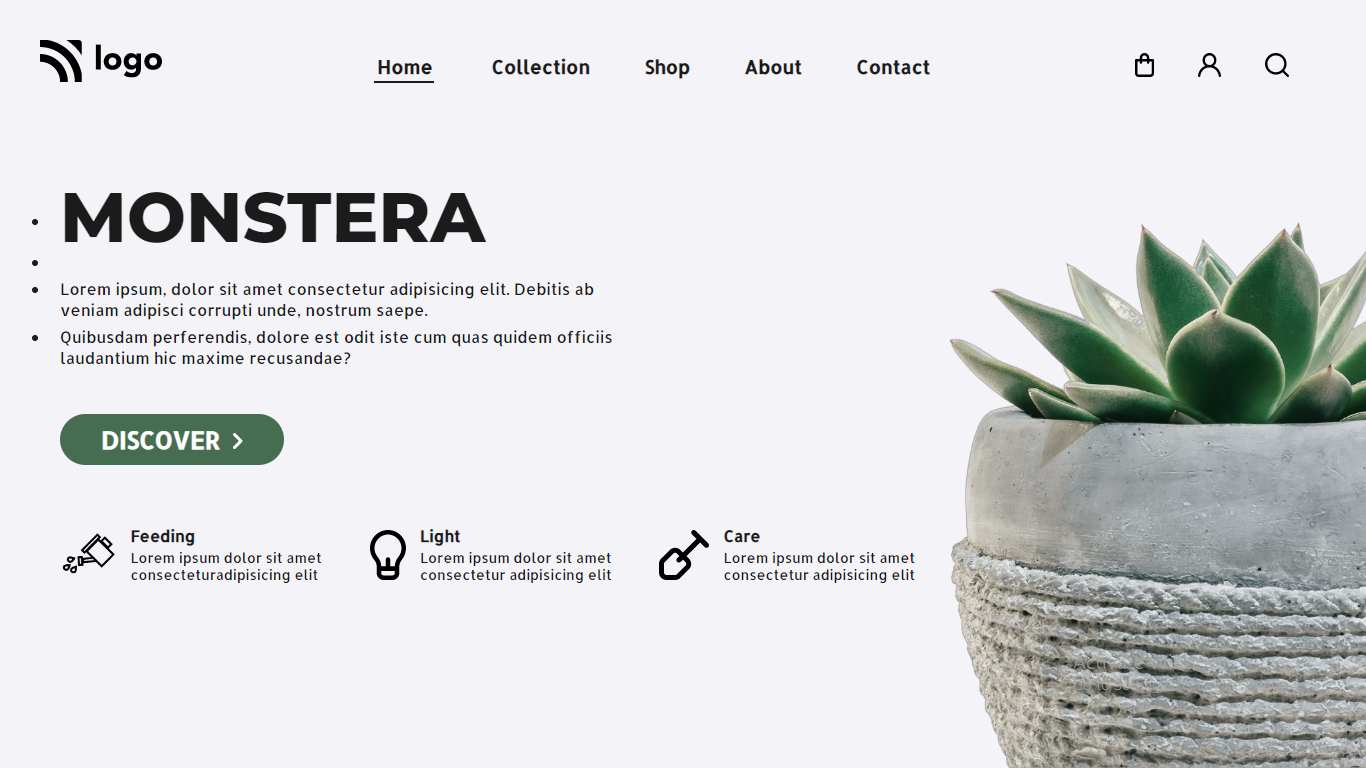 logo
Home Collection Shop About Contact
MONSTERA
Lorem ipsum, dolor sit amet consectetur adipisicing elit. Debitis ab
veniam adipisci corrupti unde, nostrum saepe.
Quibusdam perferendis, dolore est odit iste cum quas quidem officiis
laudantium hic maxime recusandae?
DISCOVER
Feeding
Lorem ipsum dolor sit amet
consecteturadipisicing elit
Light
Lorem ipsum dolor sit amet
consectetur adipisicing elit
Care
Lorem ipsum dolor sit amet
consectetur adipisicing elit